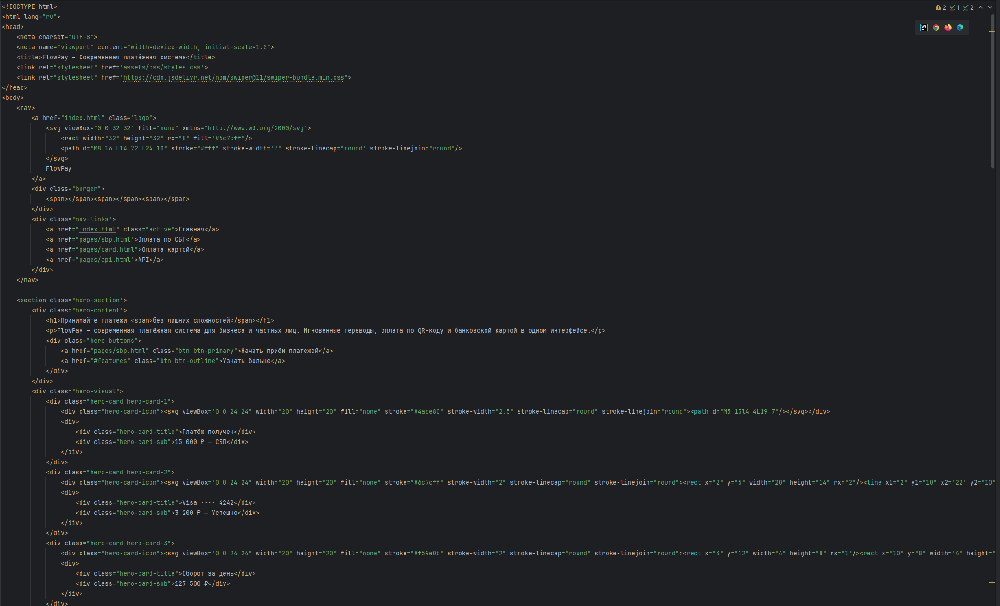 <!DOCTYPE html>
2 1 2
<html lang="ru">
<head>
    <meta charset="UTF-8">
    <meta name="viewport" content="width=device-width, initial-scale=1.0">
    <title>FlowPay — Современная платёжная система</title>
    <link rel="stylesheet" href="assets/css/styles.css">
    <link rel="stylesheet" href="https://cdn.jsdelivr.net/npm/swiper@11/swiper-bundle.min.css">
</head>
<body>
    <nav>
        <a href="index.html" class="logo">
            <svg viewBox="0 0 32 32" fill="none" xmlns="http://www.w3.org/2000/svg">
                <rect width="32" height="32" rx="8" fill="#6c7cff"/>
                <path d="M8 16 L14 22 L24 10" stroke="#fff" stroke-width="3" stroke-linecap="round" stroke-linejoin="round"/>
            </svg>
            FlowPay
        </a>
        <div class="burger">
            <span></span><span></span><span></span>
        </div>
        <div class="nav-links">
            <a href="index.html" class="active">Главная</a>
            <a href="pages/sbp.html">Оплата по СБП</a>
            <a href="pages/card.html">Оплата картой</a>
            <a href="pages/api.html">API</a>
        </div>
    </nav>

    <section class="hero-section">
        <div class="hero-content">
            <h1>Принимайте платежи <span>без лишних сложностей</span></h1>
            <p>FlowPay — современная платёжная система для бизнеса и частных лиц. Мгновенные переводы, оплата по QR-коду и банковской картой в одном интерфейсе.</p>
            <div class="hero-buttons">
                <a href="pages/sbp.html" class="btn btn-primary">Начать приём платежей</a>
                <a href="#features" class="btn btn-outline">Узнать больше</a>
            </div>
        </div>
        <div class="hero-visual">
            <div class="hero-card hero-card-1">
                <div class="hero-card-icon"><svg viewBox="0 0 24 24" width="20" height="20" fill="none" stroke="#4ade80" stroke-width="2.5" stroke-linecap="round" stroke-linejoin="round"><path d="M5 13l4 4L19 7"/></svg></div>
                <div>
                    <div class="hero-card-title">Платёж получен</div>
                    <div class="hero-card-sub">15 000 ₽ — СБП</div>
                </div>
            </div>
            <div class="hero-card hero-card-2">
                <div class="hero-card-icon"><svg viewBox="0 0 24 24" width="20" height="20" fill="none" stroke="#6c7cff" stroke-width="2" stroke-linecap="round" stroke-linejoin="round"><rect x="2" y="5" width="20" height="14" rx="2"/><line x1="2" y1="10" x2="22" y2="10"
                <div>
                    <div class="hero-card-title">Visa •••• 4242</div>
                    <div class="hero-card-sub">3 200 ₽ — Успешно</div>
                </div>
            </div>
            <div class="hero-card hero-card-3">
                <div class="hero-card-icon"><svg viewBox="0 0 24 24" width="20" height="20" fill="none" stroke="#f59e0b" stroke-width="2" stroke-linecap="round" stroke-linejoin="round"><rect x="3" y="12" width="4" height="8" rx="1"/><rect x="10" y="8" width="4" height="
                <div>
                    <div class="hero-card-title">Оборот за день</div>
                    <div class="hero-card-sub">127 500 ₽</div>
                </div>
            </div>